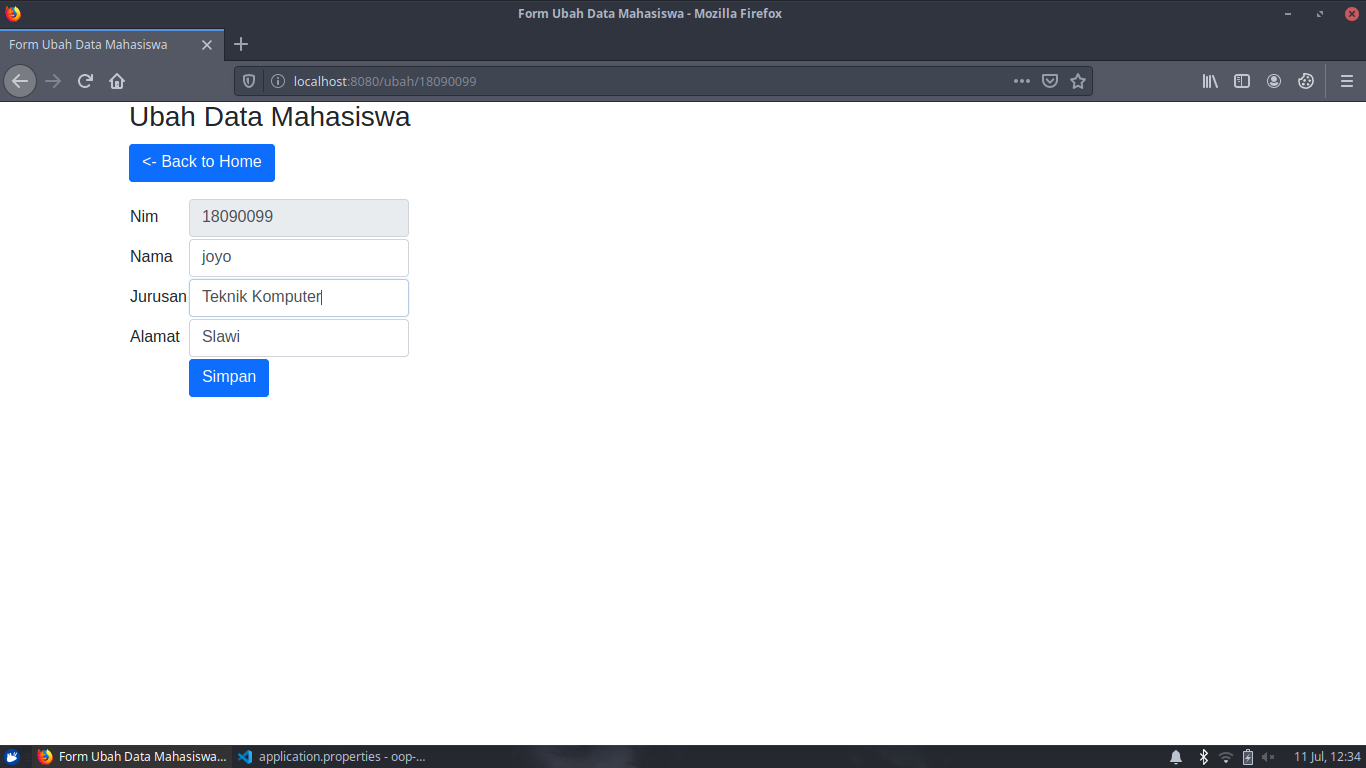 Form Ubah Data Mahasiswa - Mozilla Firefox
Form Ubah Data Mahasiswa
localhost:8080/ubah/18090099
Ubah Data Mahasiswa
<- Back to Home
Nim 18090099
Nama joyo
Jurusan Teknik Komputer
Alamat Slawi
Simpan
Form Ubah Data Mahasiswa... application.properties - oop-... 11 Jul, 12:34